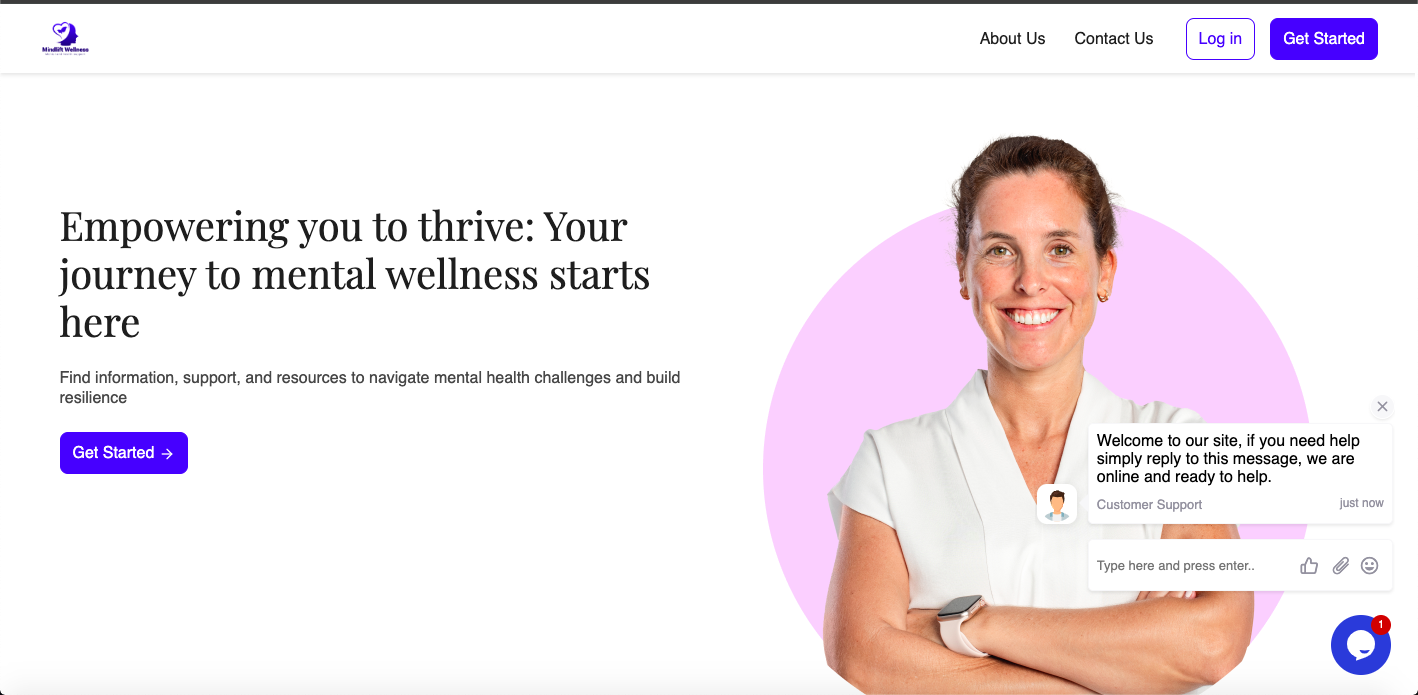 Mindlift Wellness
About Us
Contact Us
Log in
Get Started
Empowering you to thrive: Your
journey to mental wellness starts
here
Find information, support, and resources to navigate mental health challenges and build
resilience
Get Started →
Welcome to our site, if you need help
simply reply to this message, we are
online and ready to help.
Customer Support
just now
Type here and press enter..
1